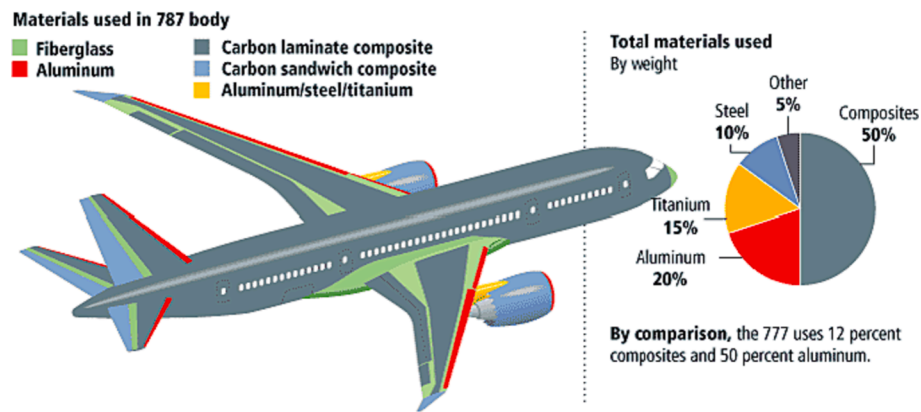 Materials used in 787 body
Fiberglass
Aluminum
Carbon laminate composite
Carbon sandwich composite
Aluminum/steel/titanium
Total materials used
By weight
Other
5%
Steel
10%
Composites
50%
Titanium
15%
Aluminum
20%
By comparison, the 777 uses 12 percent
composites and 50 percent aluminum.